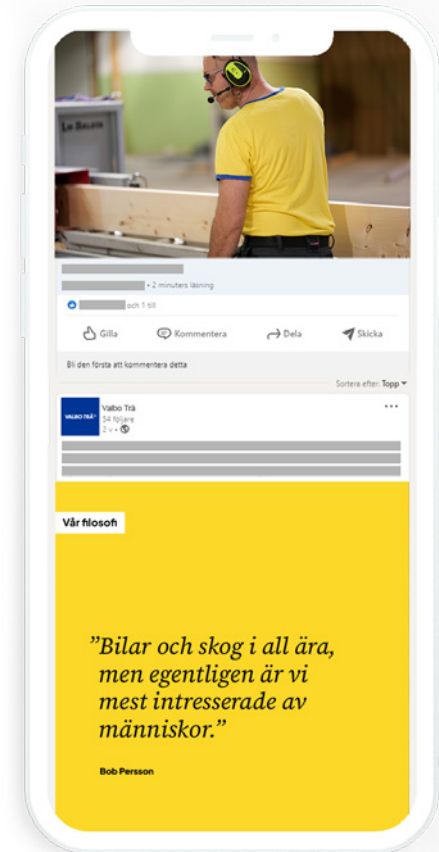 • 2 minuters läsning
och 1 till
Gilla Kommentera Dela Skicka
Bli den första att kommentera detta
Sortera efter: Topp
VALBO TRÄ
Valbo Trä
54 följare
2 v •
Vår filosofi
”Bilar och skog i all ära,
men egentligen är vi
mest intresserade av
människor.”
Bob Persson